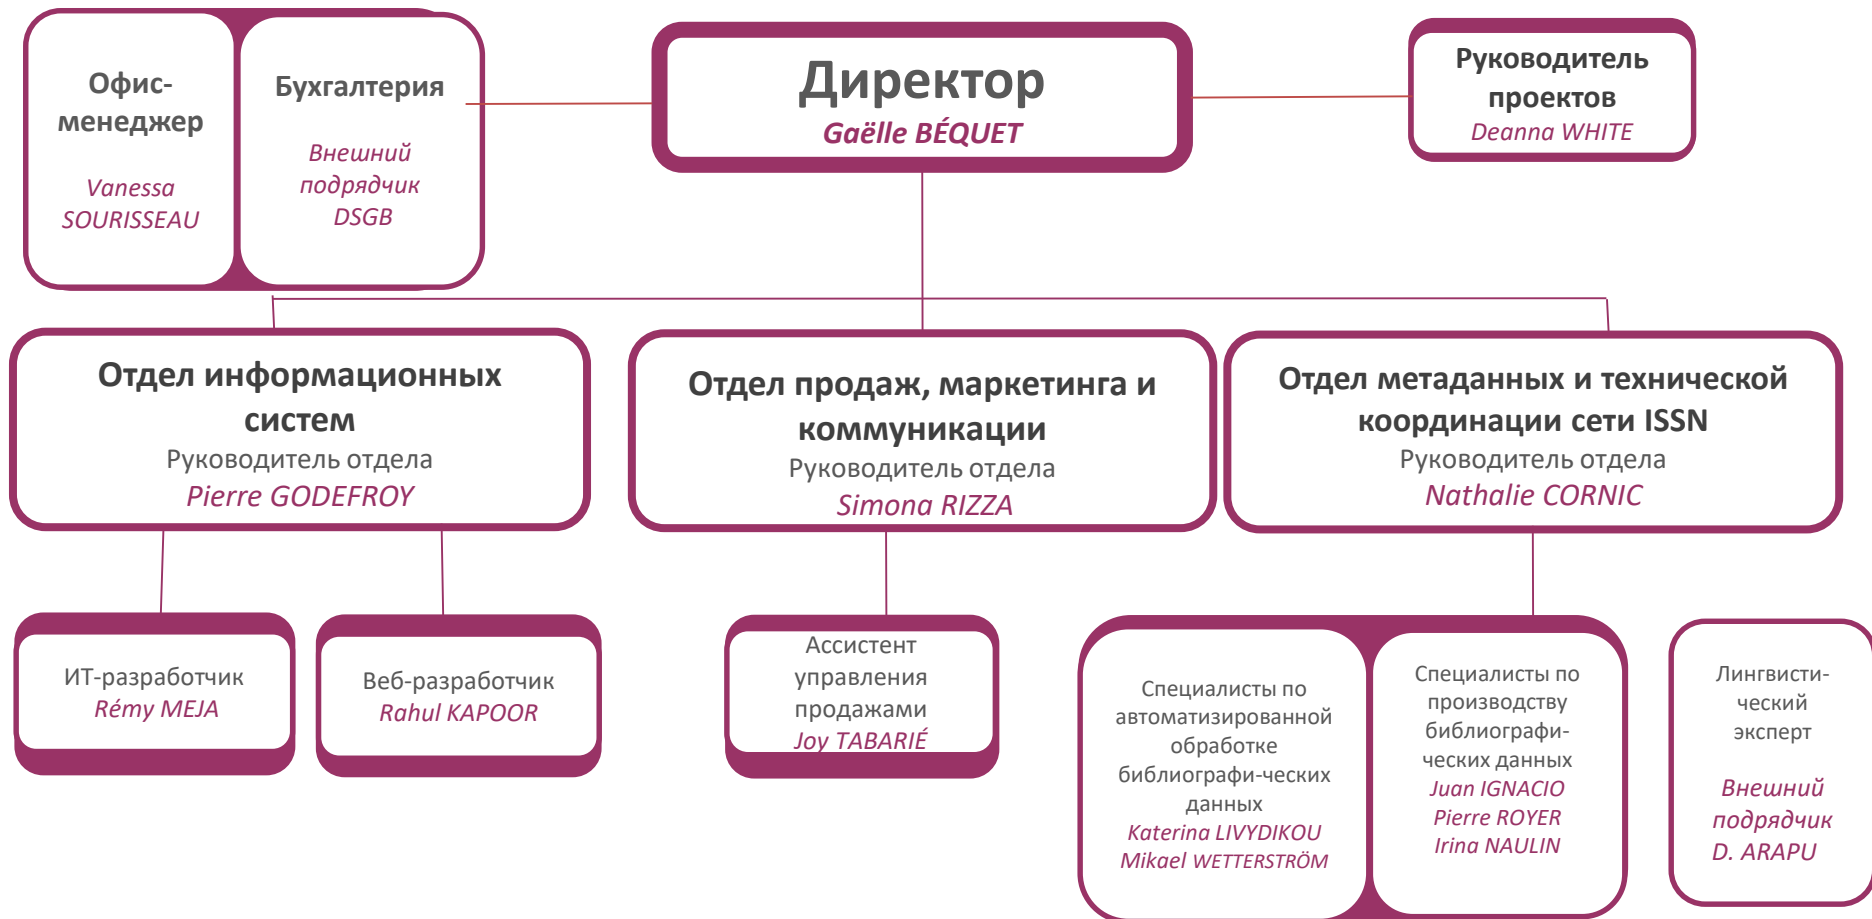 Офис-
менеджер
Vanessa
SOURISSEAU
Бухгалтерия
Внешний
подрядчик
DSGB
Директор
Gaëlle BÉQUET
Руководитель
проектов
Deanna WHITE
Отдел информационных
систем
Руководитель отдела
Pierre GODEFROY
Отдел продаж, маркетинга и
коммуникации
Руководитель отдела
Simona RIZZA
Отдел метаданных и технической
координации сети ISSN
Руководитель отдела
Nathalie CORNIC
ИТ-разработчик
Rémy MEJA
Веб-разработчик
Rahul KAPOOR
Ассистент
управления
продажами
Joy TABARIÉ
Специалисты по
автоматизированной
обработке
библиографи-ческих
данных
Katerina LIVYDIKOU
Mikael WETTERSTRÖM
Специалисты по
производству
библиографи-
ческих данных
Juan IGNACIO
Pierre ROYER
Irina NAULIN
Лингвисти-
ческий
эксперт
Внешний
подрядчик
D. ARAPU